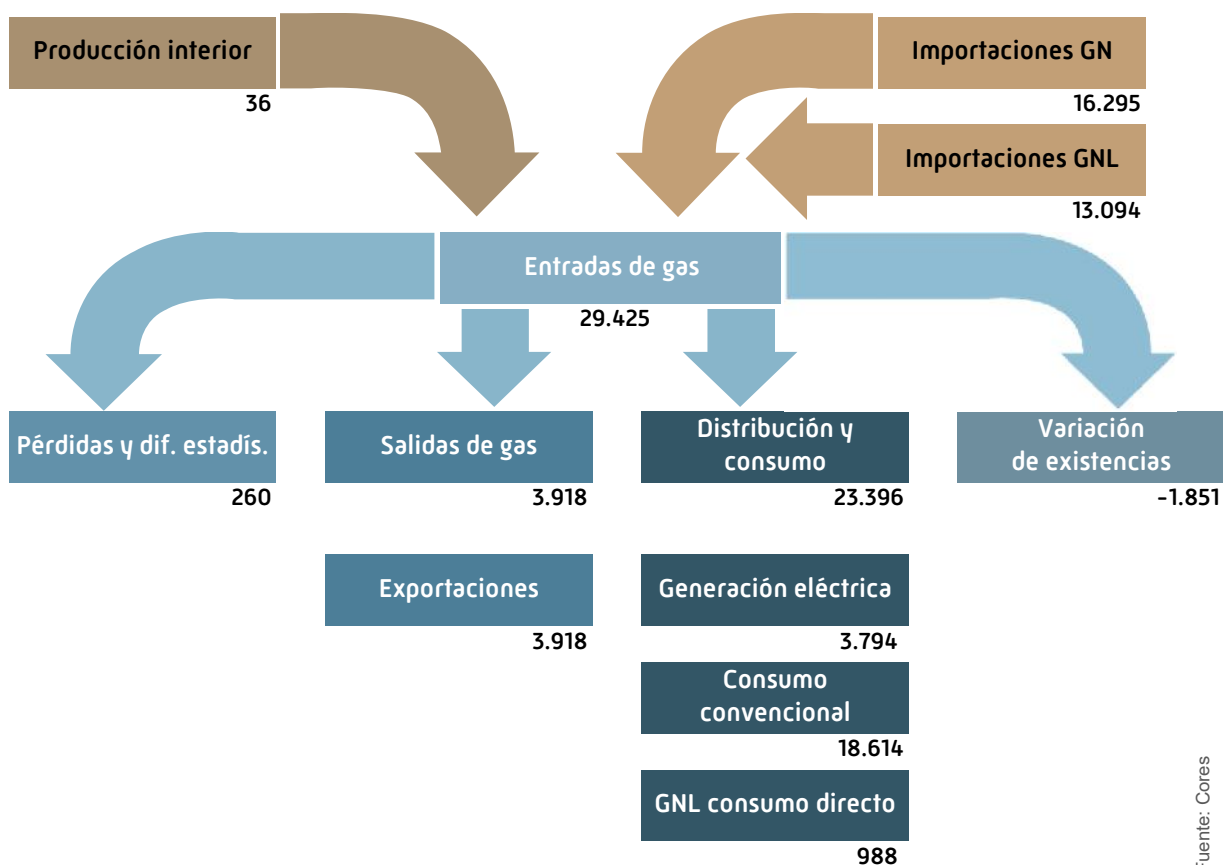 Producción interior
36
Importaciones GN
16.295
Importaciones GNL
13.094
Entradas de gas
29.425
Pérdidas y dif. estadís.
260
Salidas de gas
3.918
Distribución y
consumo
23.396
Variación
de existencias
-1.851
Exportaciones
3.918
Generación eléctrica
3.794
Consumo
convencional
18.614
GNL consumo directo
988
Fuente: Cores